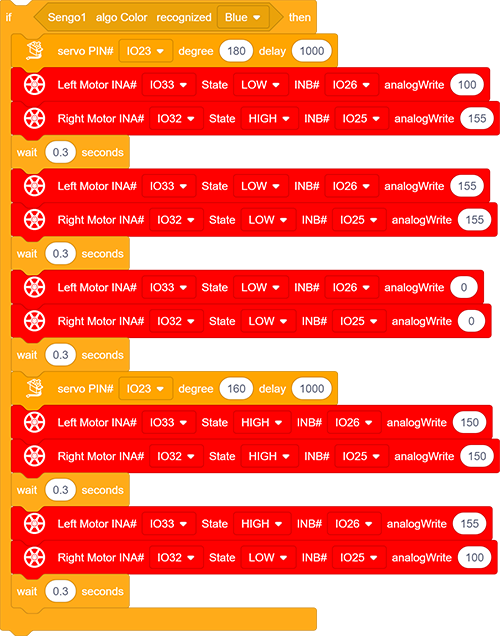 if Sengo1 algo Color recognized Blue then
servo PIN# IO23 degree 180 delay 1000
Left Motor INA# IO33 State LOW INB# IO26 analogWrite 100
Right Motor INA# IO32 State HIGH INB# IO25 analogWrite 155
wait 0.3 seconds
Left Motor INA# IO33 State LOW INB# IO26 analogWrite 155
Right Motor INA# IO32 State LOW INB# IO25 analogWrite 155
wait 0.3 seconds
Left Motor INA# IO33 State LOW INB# IO26 analogWrite 0
Right Motor INA# IO32 State LOW INB# IO25 analogWrite 0
wait 0.3 seconds
servo PIN# IO23 degree 160 delay 1000
Left Motor INA# IO33 State HIGH INB# IO26 analogWrite 150
Right Motor INA# IO32 State HIGH INB# IO25 analogWrite 150
wait 0.3 seconds
Left Motor INA# IO33 State HIGH INB# IO26 analogWrite 155
Right Motor INA# IO32 State LOW INB# IO25 analogWrite 100
wait 0.3 seconds